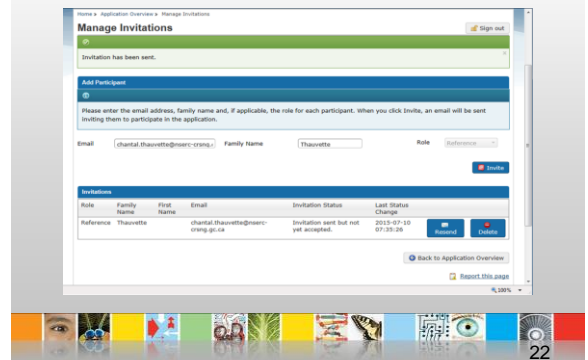 Home » Application Overview » Manage Invitations
Manage Invitations
Sign out
Invitation has been sent.
Add Participant
Please enter the email address, family name and, if applicable, the role for each participant. When you click Invite, an email will be sent
inviting them to participate in the application.
Email chantal.thauvette@nserc-crsng.g Family Name Thauvette Role Reference
Invite
Invitations
Role Family Name First Name Email Invitation Status Last Status Change
Reference Thauvette chantal.thauvette@nserc-crsng.gc.ca Invitation sent but not yet accepted. 2015-07-10 07:35:26 Resend Delete
Back to Application Overview
Report this page
100%
22